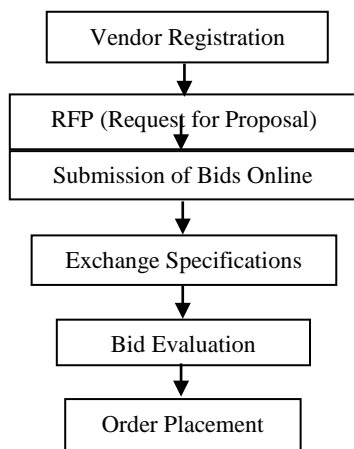 Vendor Registration
RFP (Request for Proposal)
Submission of Bids Online
Exchange Specifications
Bid Evaluation
Order Placement